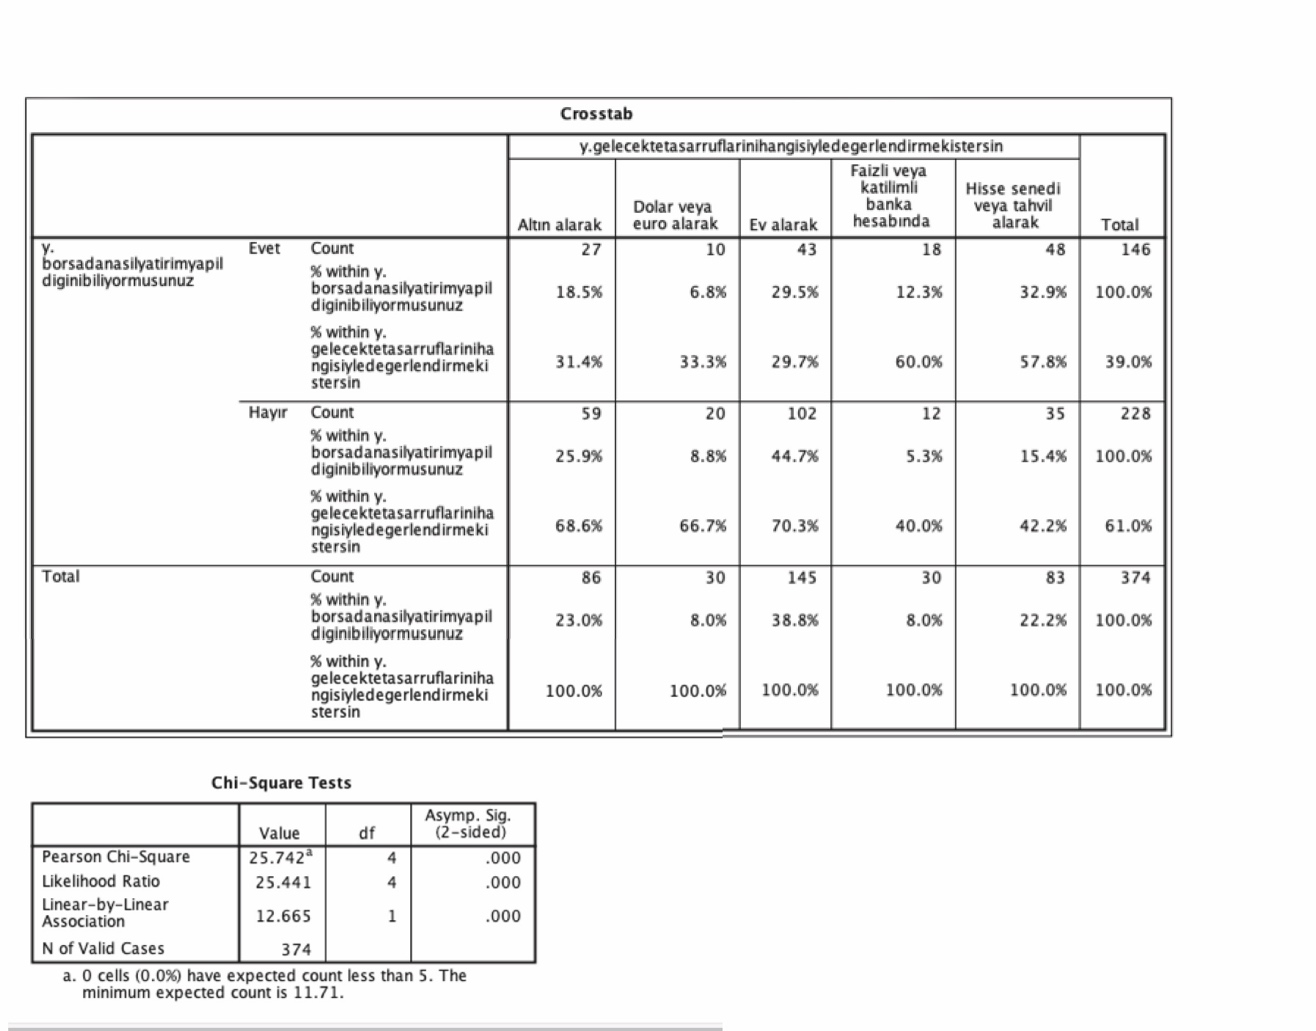 Crosstab
y.gelecektetasarruflarinihangisiyledegerlendirmekistersin
Altın alarak
Dolar veya
euro alarak
Ev alarak
Faizli veya
katilimli
banka
hesabında
Hisse senedi
veya tahvil
alarak
Total
y.
borsadanasilyatirimyapil
diginibiliyormusunuz
Evet
Count 27 10 43 18 48 146
% within y.
borsadanasilyatirimyapil
diginibiliyormusunuz
18.5% 6.8% 29.5% 12.3% 32.9% 100.0%
% within y.
gelecektetasarruflariniha
ngisiyledegerlendirmeki
stersin
31.4% 33.3% 29.7% 60.0% 57.8% 39.0%
Hayır
Count 59 20 102 12 35 228
% within y.
borsadanasilyatirimyapil
diginibiliyormusunuz
25.9% 8.8% 44.7% 5.3% 15.4% 100.0%
% within y.
gelecektetasarruflariniha
ngisiyledegerlendirmeki
stersin
68.6% 66.7% 70.3% 40.0% 42.2% 61.0%
Total
Count 86 30 145 30 83 374
% within y.
borsadanasilyatirimyapil
diginibiliyormusunuz
23.0% 8.0% 38.8% 8.0% 22.2% 100.0%
% within y.
gelecektetasarruflariniha
ngisiyledegerlendirmeki
stersin
100.0% 100.0% 100.0% 100.0% 100.0% 100.0%
Chi-Square Tests
Value
df
Asymp. Sig.
(2-sided)
Pearson Chi-Square 25.742a 4 .000
Likelihood Ratio 25.441 4 .000
Linear-by-Linear
Association
12.665 1 .000
N of Valid Cases 374
a. 0 cells (0.0%) have expected count less than 5. The
minimum expected count is 11.71.